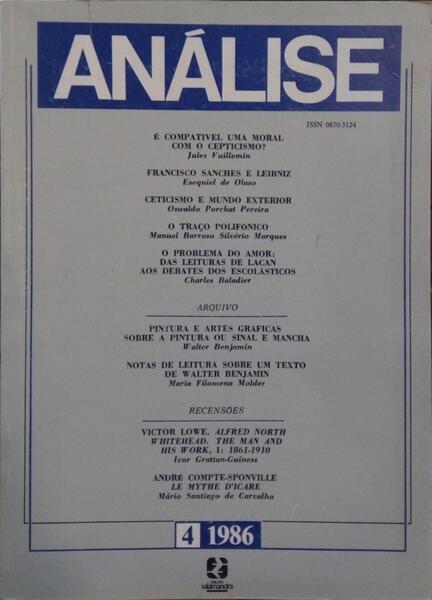 ANÁLISE
ISSN 0870-3124
É COMPATIVEL UMA MORAL
COM O CEPTICISMO?
Jules Vuillemin
FRANCISCO SANCHES E LEIBNIZ
Esequiel de Olaso
CETICISMO E MUNDO EXTERIOR
Oswaldo Porchat Pereira
O TRAÇO POLIFÓNICO
Manuel Barroso Silvério Marques
O PROBLEMA DO AMOR:
DAS LEITURAS DE LACAN
AOS DEBATES DOS ESCOLÁSTICOS
Charles Baladier
ARQUIVO
PINTURA E ARTES GRÁFICAS
SOBRE A PINTURA OU SINAL E MANCHA
Walter Benjamin
NOTAS DE LEITURA SOBRE UM TEXTO
DE WALTER BENJAMIN
Maria Filomena Molder
RECENSÕES
VICTOR LOWE, ALFRED NORTH
WHITEHEAD. THE MAN AND
HIS WORK, I: 1861-1910
Ivor Grattan-Guiness
ANDRÉ COMPTE-SPONVILLE
LE MYTHE D'ICARE
Mário Santiago de Carvalho
4 1986
salamandra